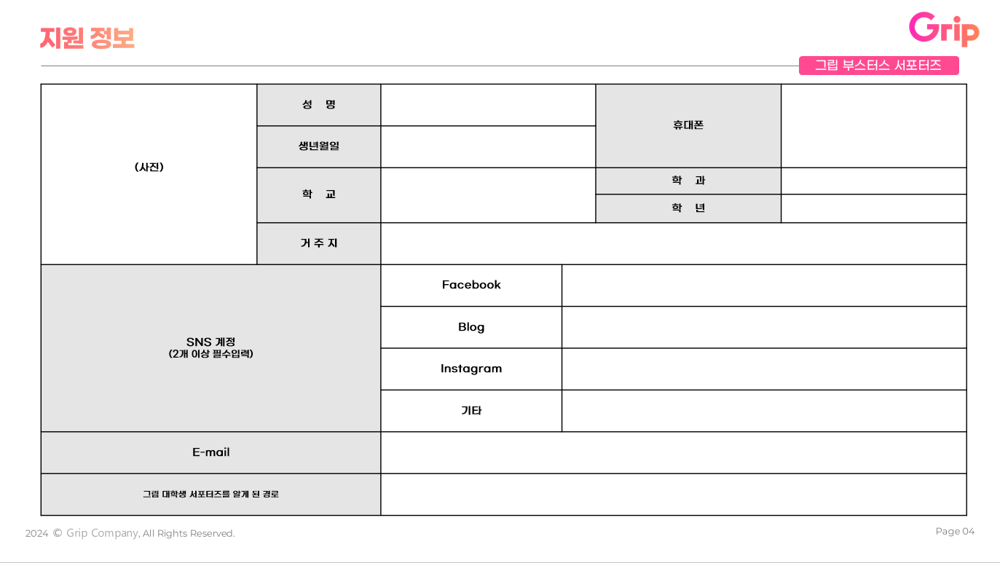 지원 정보
Grip
그립 부스터스 서포터즈
(사진)
성 명
휴대폰
생년월일
학 교
학 과
학 년
거 주 지
SNS 계정
(2개 이상 필수입력)
Facebook
Blog
Instagram
기타
E-mail
그립 대학생 서포터즈를 알게 된 경로
2024 © Grip Company, All Rights Reserved.
Page 04